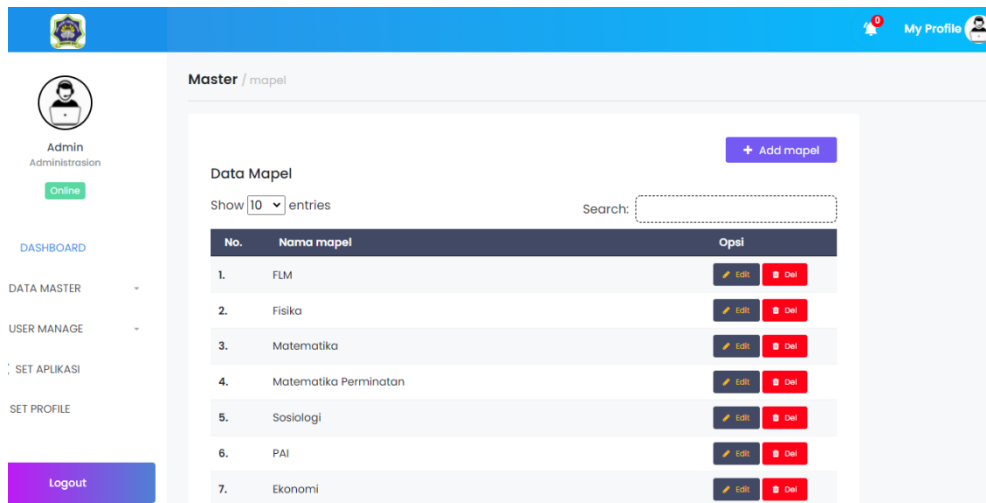 0
My Profile
Master / mapel
Admin
Administrasion
Online
DASHBOARD
DATA MASTER
USER MANAGE
SET APLIKASI
SET PROFILE
Logout
+ Add mapel
Data Mapel
Show 10 entries
Search:
No. Nama mapel Opsi
1. FLM Edit Del
2. Fisika Edit Del
3. Matematika Edit Del
4. Matematika Perminatan Edit Del
5. Sosiologi Edit Del
6. PAI Edit Del
7. Ekonomi Edit Del